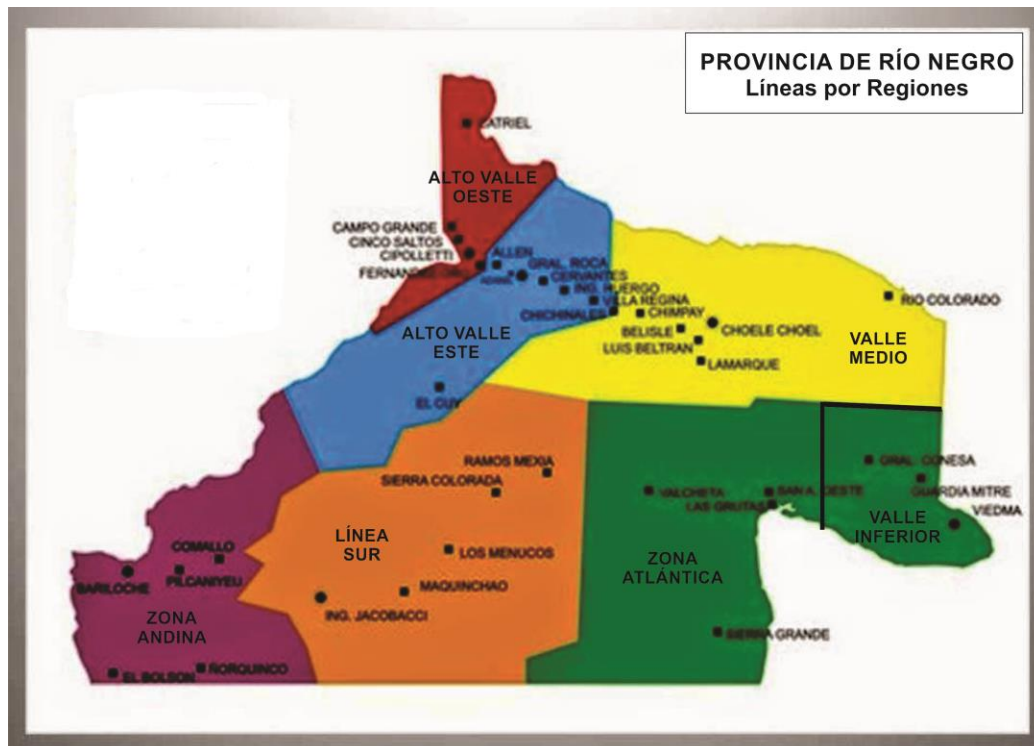 PROVINCIA DE RÍO NEGRO
Líneas por Regiones
CATRIEL
ALTO VALLE
OESTE
CAMPO GRANDE
CINCO SALTOS
CIPOLLETTI
ALLEN
FERNANDEZ
GRAL. ROCA
CERVANTES
ING. HUERGO
VILLA REGINA
CHICHINALES
CHIMPAY
RIO COLORADO
ALTO VALLE
ESTE
BELISLE
CHOELE CHOEL
VALLE
MEDIO
LUIS BELTRAN
LAMARQUE
EL CUY
RAMOS MEXIA
SIERRA COLORADA
GRAL. CONESA
VALCHETA
SAN A. OESTE
GUARDIA MITRE
LAS GRUTAS
VIEDMA
VALLE
INFERIOR
LÍNEA
SUR
COMALLO
LOS MENUCOS
ZONA
ATLÁNTICA
BARILOCHE
PILCANIYEU
MAQUINCHAO
ING. JACOBACCI
ZONA
ANDINA
SIERRA GRANDE
EL BOLSON
ÑORQUINCO